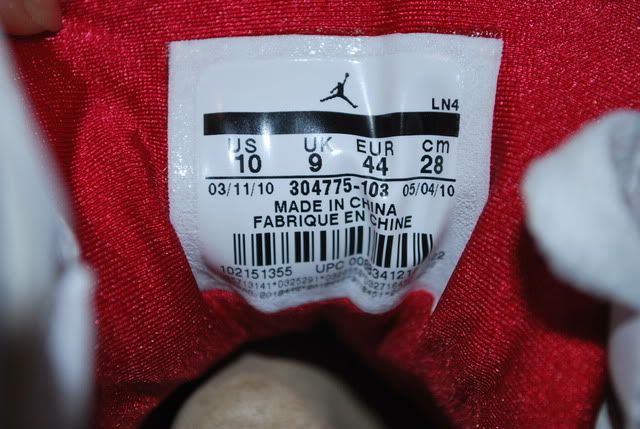 LN4
US UK EUR cm
10 9 44 28
03/11/10 304775-103 05/04/10
MADE IN CHINA
FABRIQUE EN CHINE
102151355 UPC